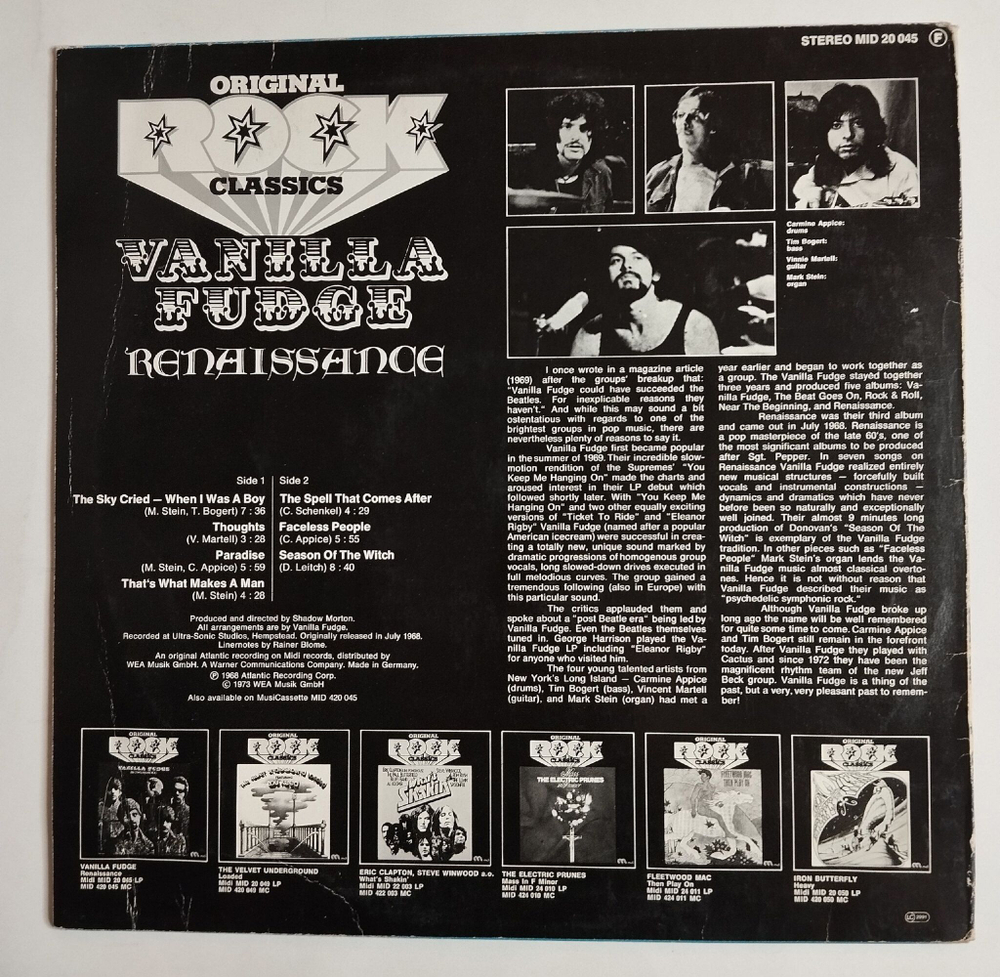 STEREO MID 20 045 F
ORIGINAL
ROCK
CLASSICS
VANILLA
FUDGE
RENAISSANCE
Carmine Appice:
drums
Tim Bogert:
bass
Vinnie Martell:
guitar
Mark Stein:
organ
Side 1
The Sky Cried – When I Was A Boy
(M. Stein, T. Bogert) 7 : 36
Thoughts
(V. Martell) 3 : 28
Paradise
(M. Stein, C. Appice) 5 : 59
That's What Makes A Man
(M. Stein) 4 : 28
Side 2
The Spell That Comes After
(C. Schenkel) 4 : 29
Faceless People
(C. Appice) 5 : 55
Season Of The Witch
(D. Leitch) 8 : 40
Produced and directed by Shadow Morton.
All arrangements are by Vanilla Fudge.
Recorded at Ultra-Sonic Studios, Hempstead. Originally released in July 1968.
Linernotes by Rainer Blome.
An original Atlantic recording on Midi records, distributed by
WEA Musik GmbH. A Warner Communications Company. Made in Germany.
Ⓟ 1968 Atlantic Recording Corp.
© 1973 WEA Musik GmbH
Also available on MusiCassette MID 420 045
I once wrote in a magazine article
(1969) after the groups' breakup that:
"Vanilla Fudge could have succeeded the
Beatles. For inexplicable reasons they
haven't." And while this may sound a bit
ostentatious with regards to one of the
brightest groups in pop music, there are
nevertheless plenty of reasons to say it.
Vanilla Fudge first became popular
in the summer of 1969. Their incredible slow-
motion rendition of the Supremes' "You
Keep Me Hanging On" made the charts and
aroused interest in their LP debut which
followed shortly later. With "You Keep Me
Hanging On" and two other equally exciting
versions of "Ticket To Ride" and "Eleanor
Rigby" Vanilla Fudge (named after a popular
American icecream) were successful in crea-
ting a totally new, unique sound marked by
dramatic progressions of homogenous group
vocals, long slowed-down drives executed in
full melodious curves. The group gained a
tremendous following (also in Europe) with
this particular sound.
The critics applauded them and
spoke about a "post Beatle era" being led by
Vanilla Fudge. Even the Beatles themselves
tuned in. George Harrison played the Va-
nilla Fudge LP including "Eleanor Rigby"
for anyone who visited him.
The four young talented artists from
New York's Long Island – Carmine Appice
(drums), Tim Bogert (bass), Vincent Martell
(guitar), and Mark Stein (organ) had met a
year earlier and began to work together as
a group. The Vanilla Fudge stayed together
three years and produced five albums: Va-
nilla Fudge, The Beat Goes On, Rock & Roll,
Near The Beginning, and Renaissance.
Renaissance was their third album
and came out in July 1968. Renaissance is
a pop masterpiece of the late 60's, one of
the most significant albums to be produced
after Sgt. Pepper. In seven songs on
Renaissance Vanilla Fudge realized entirely
new musical structures – forcefully built
vocals and instrumental constructions –
dynamics and dramatics which have never
before been so naturally and exceptionally
well joined. Their almost 9 minutes long
production of Donovan's "Season Of The
Witch" is exemplary of the Vanilla Fudge
tradition. In other pieces such as "Faceless
People" Mark Stein's organ lends the Va-
nilla Fudge music almost classical overto-
nes. Hence it is not without reason that
Vanilla Fudge described their music as
"psychedelic symphonic rock."
Although Vanilla Fudge broke up
long ago the name will be well remembered
for quite some time to come. Carmine Appice
and Tim Bogert still remain in the forefront
today. After Vanilla Fudge they played with
Cactus and since 1972 they have been the
magnificent rhythm team of the new Jeff
Beck group. Vanilla Fudge is a thing of the
past, but a very, very pleasant past to remem-
ber!
ORIGINAL
ROCK
CLASSICS
VANILLA FUDGE
VANILLA FUDGE
Renaissance
Midi MID 20 045 LP
MID 420 045 MC
ORIGINAL
ROCK
CLASSICS
THE VELVET UNDERGROUND
Loaded
Midi MID 20 049 LP
MID 420 049 MC
ORIGINAL
ROCK
CLASSICS
WHAT'S
SHAKIN'
ERIC CLAPTON, STEVE WINWOOD a.o.
What's Shakin'
Midi MID 22 003 LP
MID 422 003 MC
ORIGINAL
ROCK
CLASSICS
THE ELECTRIC PRUNES
THE ELECTRIC PRUNES
Mass In F Minor
Midi MID 24 010 LP
MID 424 010 MC
ORIGINAL
ROCK
CLASSICS
FLEETWOOD MAC
THEN PLAY ON
FLEETWOOD MAC
Then Play On
Midi MID 24 011 LP
MID 424 011 MC
ORIGINAL
ROCK
CLASSICS
IRON BUTTERFLY
Heavy
Midi MID 20 050 LP
MID 420 050 MC